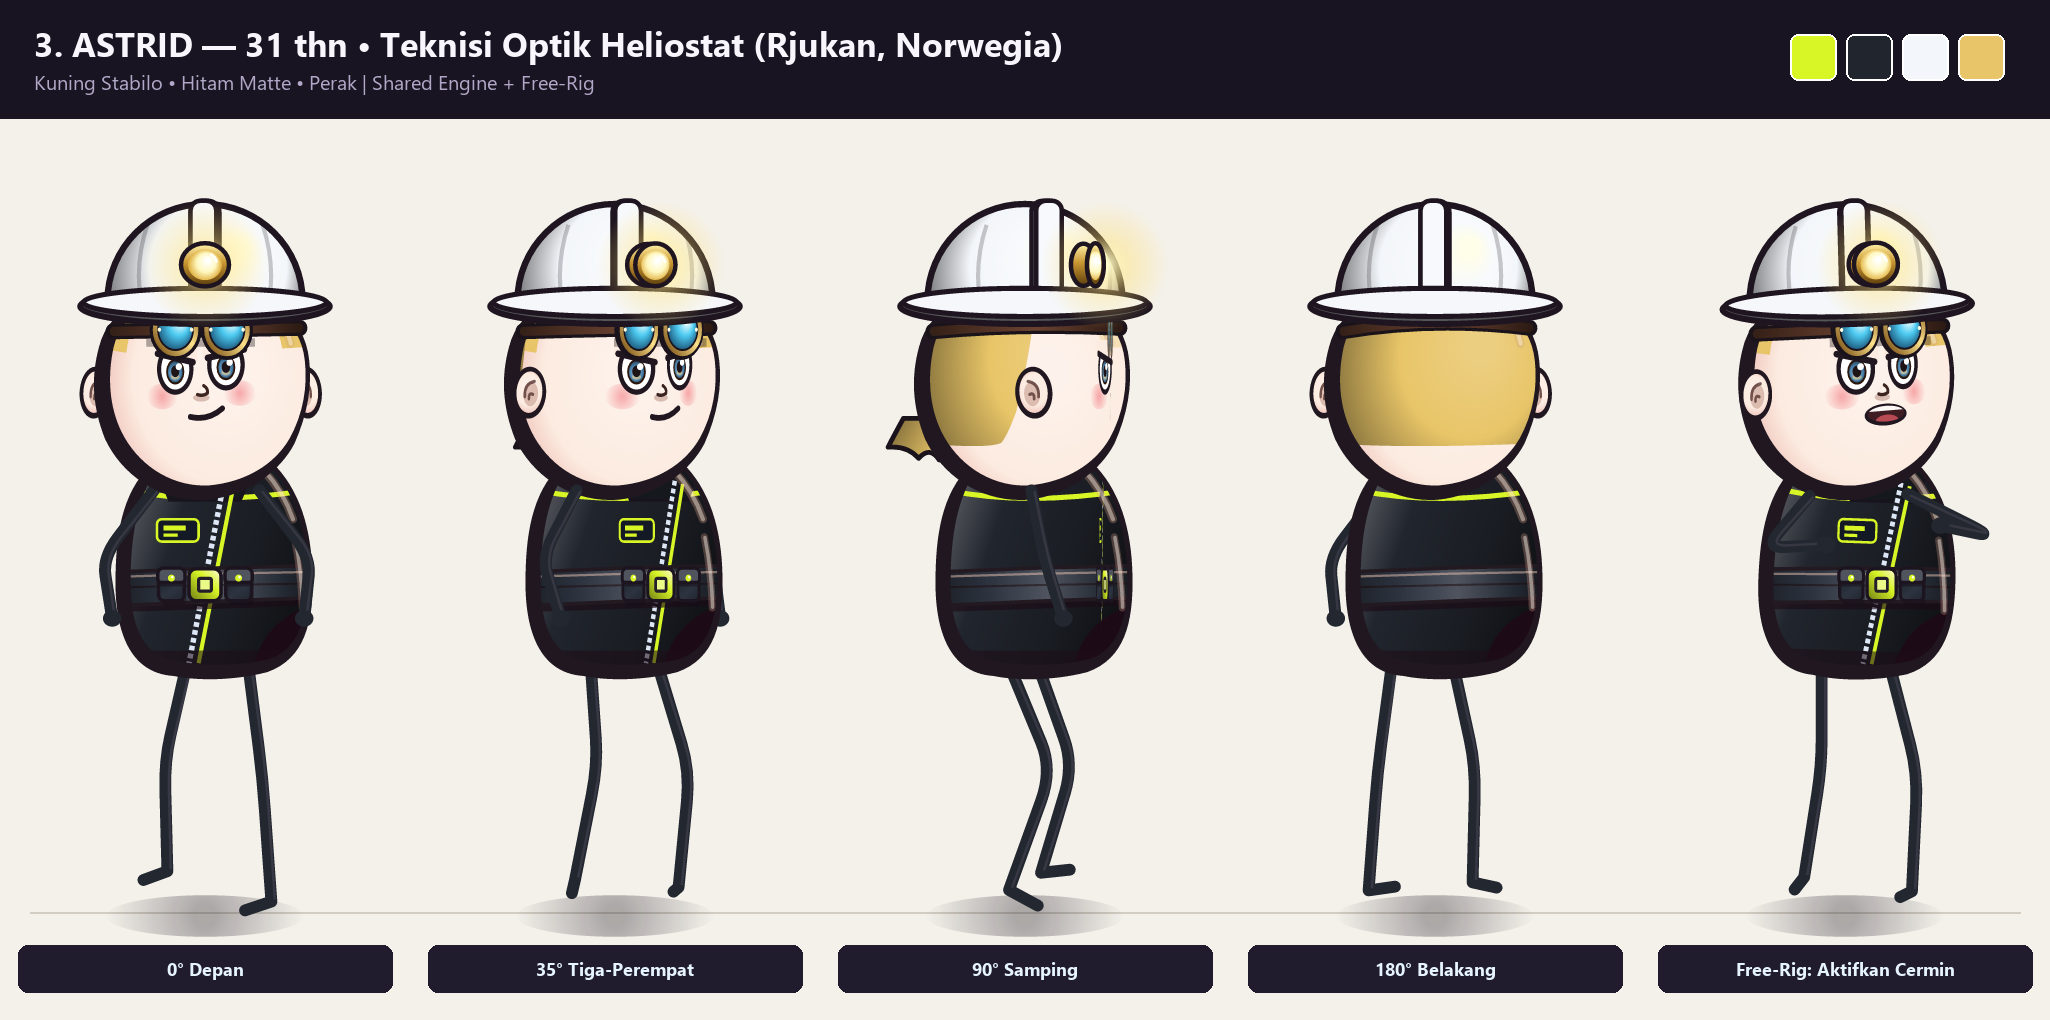 3. ASTRID — 31 thn • Teknisi Optik Heliostat (Rjukan, Norwegia)
Kuning Stabilo • Hitam Matte • Perak | Shared Engine + Free-Rig
0° Depan
35° Tiga-Perempat
90° Samping
180° Belakang
Free-Rig: Aktifkan Cermin